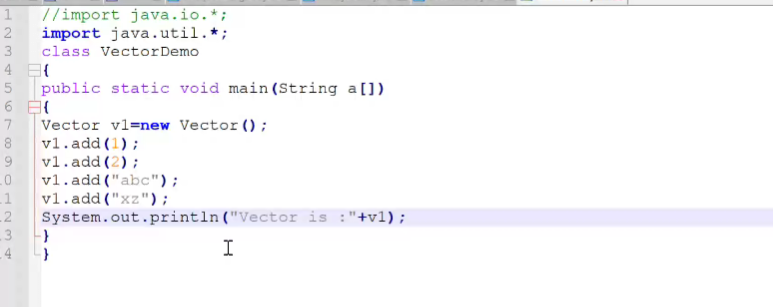 1 //import java.io.*;
2 import java.util.*;
3 class VectorDemo
4 {
5 public static void main(String a[])
6 {
7 Vector v1=new Vector();
8 v1.add(1);
9 v1.add(2);
0 v1.add("abc");
1 v1.add("xz");
2 System.out.println("Vector is :"+v1);
3 }
4 }